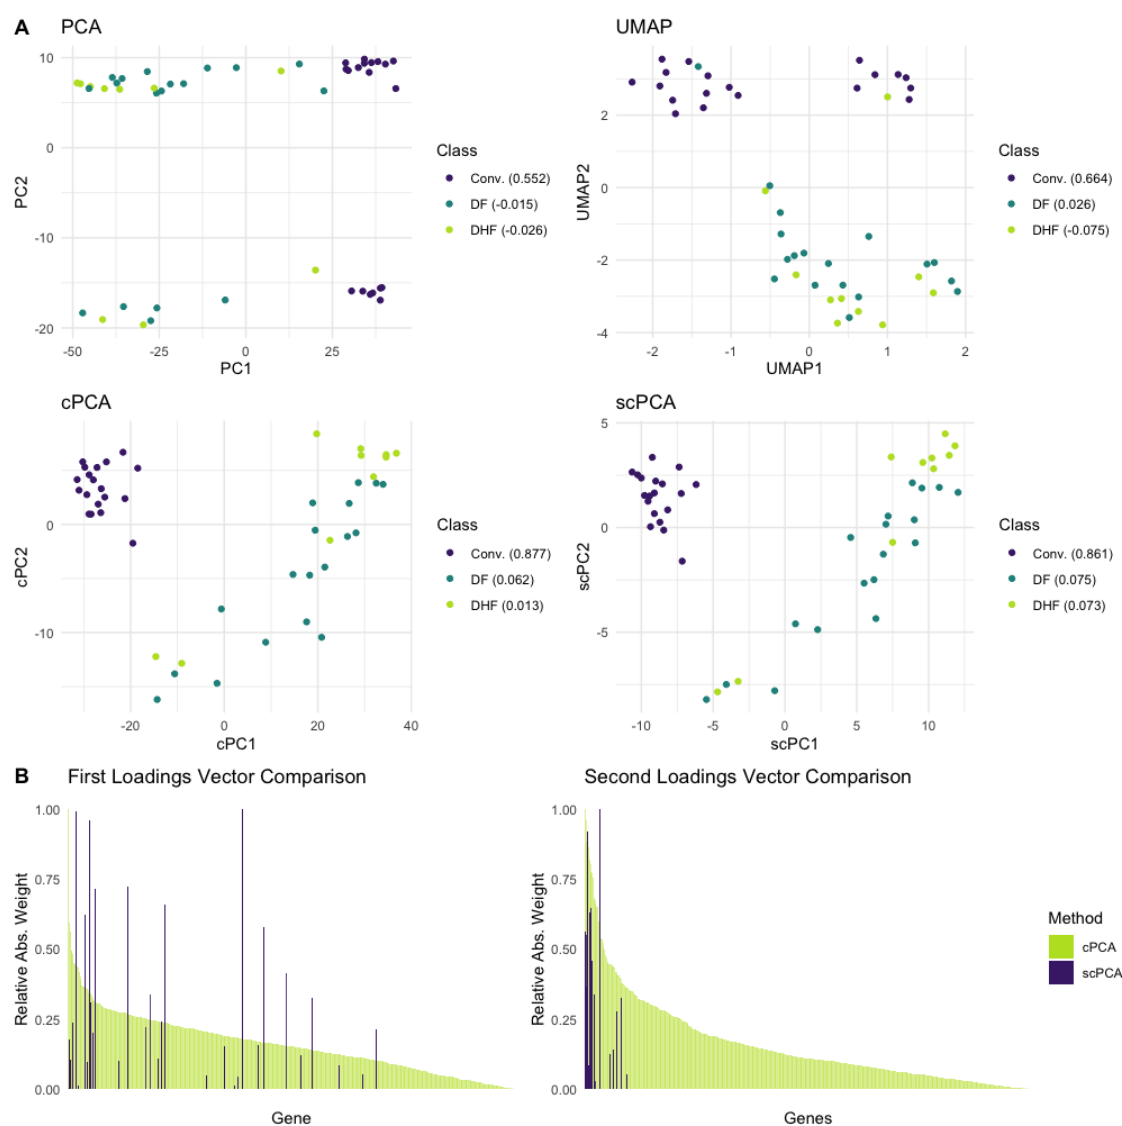 A
PCA
UMAP
10
0
-10
-20
PC2
-50
-25
0
25
PC1
Class
Conv. (0.552)
DF (-0.015)
DHF (-0.026)
2
0
-2
-4
UMAP2
-2
-1
0
1
2
UMAP1
Class
Conv. (0.664)
DF (0.026)
DHF (-0.075)
cPCA
scPCA
0
-10
cPC2
-20
0
20
40
cPC1
Class
Conv. (0.877)
DF (0.062)
DHF (0.013)
5
0
-5
scPC2
-10
-5
0
5
10
scPC1
Class
Conv. (0.861)
DF (0.075)
DHF (0.073)
B
First Loadings Vector Comparison
Second Loadings Vector Comparison
1.00
0.75
0.50
0.25
0.00
Relative Abs. Weight
Gene
1.00
0.75
0.50
0.25
0.00
Relative Abs. Weight
Genes
Method
cPCA
scPCA